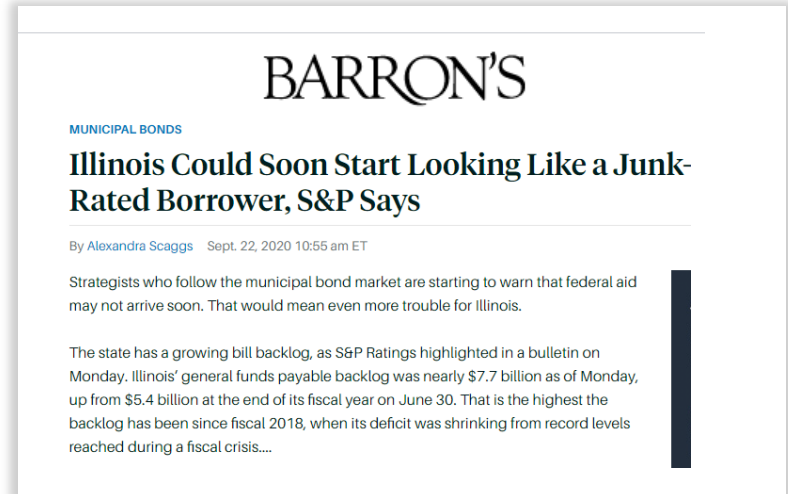 BARRON'S
MUNICIPAL BONDS
Illinois Could Soon Start Looking Like a Junk-
Rated Borrower, S&P Says
By Alexandra Scaggs Sept. 22, 2020 10:55 am ET
Strategists who follow the municipal bond market are starting to warn that federal aid
may not arrive soon. That would mean even more trouble for Illinois.
The state has a growing bill backlog, as S&P Ratings highlighted in a bulletin on
Monday. Illinois’ general funds payable backlog was nearly $7.7 billion as of Monday,
up from $5.4 billion at the end of its fiscal year on June 30. That is the highest the
backlog has been since fiscal 2018, when its deficit was shrinking from record levels
reached during a fiscal crisis....